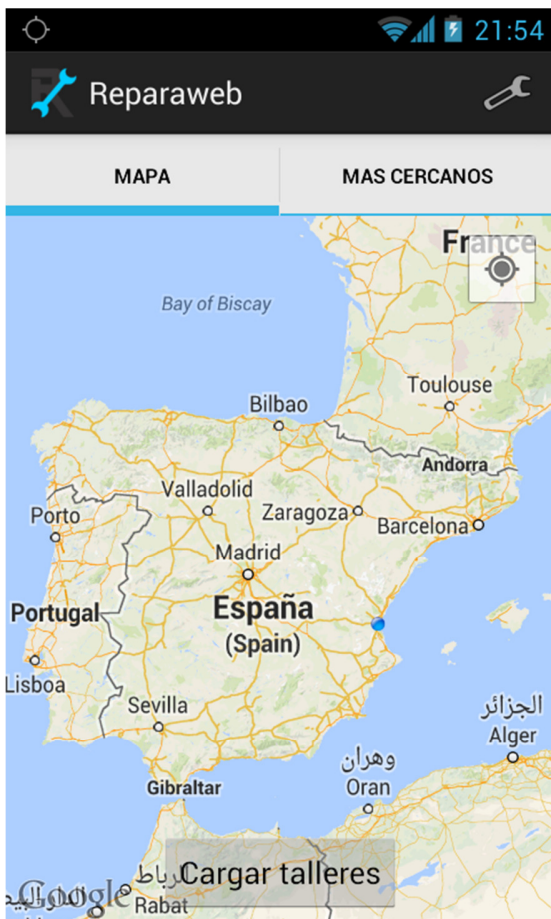 21:54
Reparaweb
MAPA
MAS CERCANOS
France
Bay of Biscay
Toulouse
Bilbao
Andorra
Valladolid
Zaragoza
Porto
Barcelona
Madrid
Portugal
España
(Spain)
Lisboa
Sevilla
الجزائر
Alger
وهران
Oran
Gibraltar
Cargar talleres
Google
Rabat